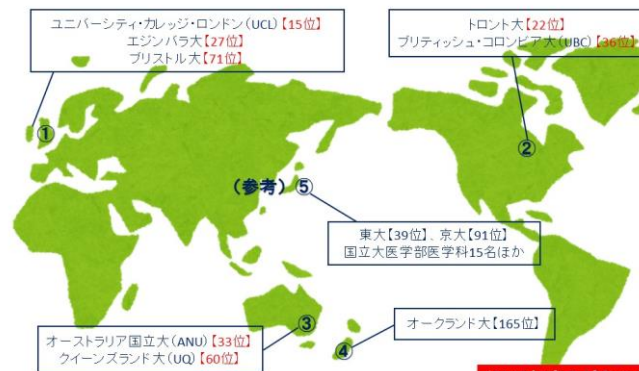 ユニバーシティ・カレッジ・ロンドン(UCL)【15位】
エジンバラ大【27位】
ブリストル大【71位】
トロント大【22位】
ブリティッシュ・コロンビア大(UBC)【36位】
①
②
(参考)⑤
東大【39位】、京大【91位】
国立大医学部医学科15名ほか
③
オーストラリア国立大(ANU)【33位】
クイーンズランド大(UQ)【60位】
④
オークランド大【165位】